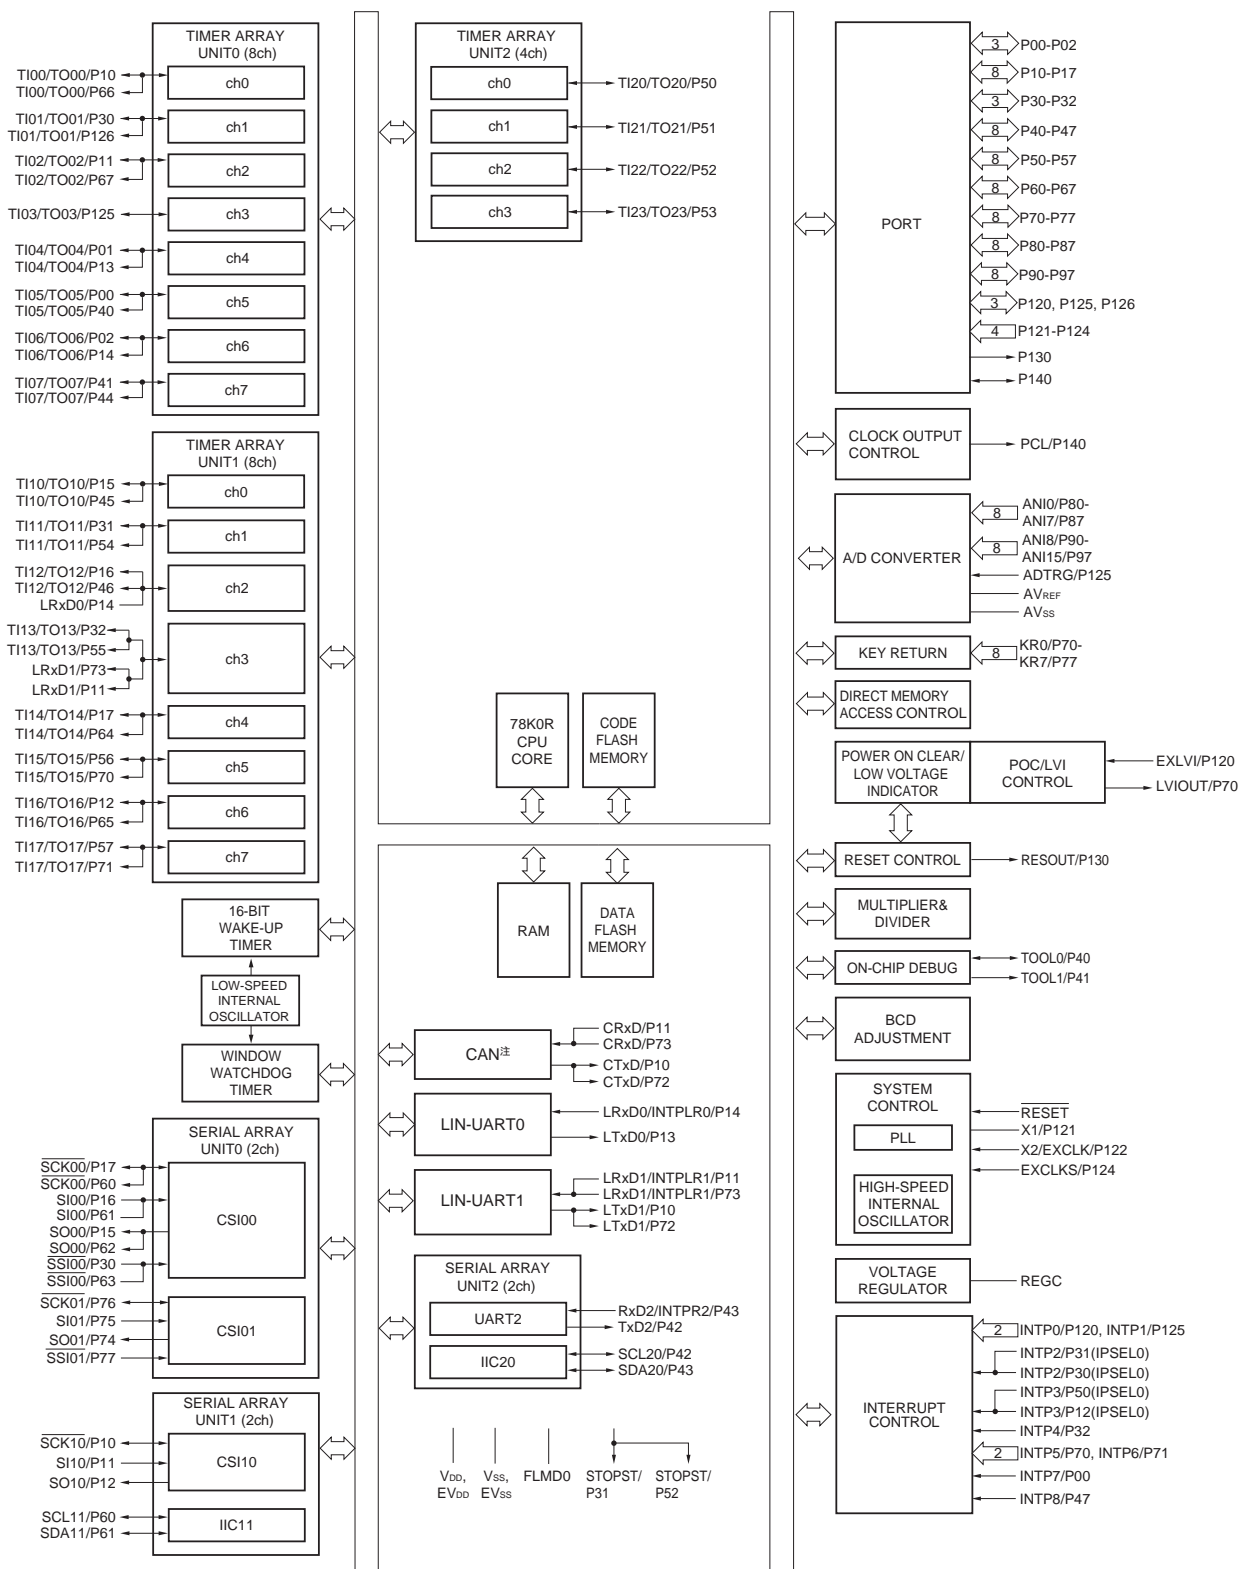 TIMER ARRAY
UNIT0 (8ch)
TI00/TO00/P10
TI00/TO00/P66
ch0
TI01/TO01/P30
TI01/TO01/P126
ch1
TI02/TO02/P11
TI02/TO02/P67
ch2
TI03/TO03/P125
ch3
TI04/TO04/P01
TI04/TO04/P13
ch4
TI05/TO05/P00
TI05/TO05/P40
ch5
TI06/TO06/P02
TI06/TO06/P14
ch6
TI07/TO07/P41
TI07/TO07/P44
ch7
TIMER ARRAY
UNIT1 (8ch)
TI10/TO10/P15
TI10/TO10/P45
ch0
TI11/TO11/P31
TI11/TO11/P54
ch1
TI12/TO12/P16
TI12/TO12/P46
LRxD0/P14
ch2
TI13/TO13/P32
TI13/TO13/P55
LRxD1/P73
LRxD1/P11
ch3
TI14/TO14/P17
TI14/TO14/P64
ch4
TI15/TO15/P56
TI15/TO15/P70
ch5
TI16/TO16/P12
TI16/TO16/P65
ch6
TI17/TO17/P57
TI17/TO17/P71
ch7
16-BIT
WAKE-UP
TIMER
LOW-SPEED
INTERNAL
OSCILLATOR
WINDOW
WATCHDOG
TIMER
SERIAL ARRAY
UNIT0 (2ch)
SCK00/P17
SCK00/P60
SI00/P16
SI00/P61
SO00/P15
SO00/P62
SSI00/P30
SSI00/P63
CSI00
SCK01/P76
SI01/P75
SO01/P74
SSI01/P77
CSI01
SERIAL ARRAY
UNIT1 (2ch)
SCK10/P10
SI10/P11
SO10/P12
CSI10
SCL11/P60
SDA11/P61
IIC11
TIMER ARRAY
UNIT2 (4ch)
ch0
TI20/TO20/P50
ch1
TI21/TO21/P51
ch2
TI22/TO22/P52
ch3
TI23/TO23/P53
78K0R
CPU
CORE
CODE
FLASH
MEMORY
RAM
DATA
FLASH
MEMORY
CAN注
CRxD/P11
CRxD/P73
CTxD/P10
CTxD/P72
LIN-UART0
LRxD0/INTPLR0/P14
LTxD0/P13
LIN-UART1
LRxD1/INTPLR1/P11
LRxD1/INTPLR1/P73
LTxD1/P10
LTxD1/P72
SERIAL ARRAY
UNIT2 (2ch)
UART2
RxD2/INTPR2/P43
TxD2/P42
IIC20
SCL20/P42
SDA20/P43
VDD,
EVDD
VSS,
EVSS
FLMD0
STOPST/
P31
STOPST/
P52
PORT
3 P00-P02
8 P10-P17
3 P30-P32
8 P40-P47
8 P50-P57
8 P60-P67
8 P70-P77
8 P80-P87
8 P90-P97
3 P120, P125, P126
4 P121-P124
P130
P140
CLOCK OUTPUT
CONTROL
PCL/P140
A/D CONVERTER
8 ANI0/P80-
ANI7/P87
8 ANI8/P90-
ANI15/P97
ADTRG/P125
AVREF
AVSS
KEY RETURN
8 KR0/P70-
KR7/P77
DIRECT MEMORY
ACCESS CONTROL
POWER ON CLEAR/
LOW VOLTAGE
INDICATOR
POC/LVI
CONTROL
EXLVI/P120
LVIOUT/P70
RESET CONTROL
RESOUT/P130
MULTIPLIER&
DIVIDER
ON-CHIP DEBUG
TOOL0/P40
TOOL1/P41
BCD
ADJUSTMENT
SYSTEM
CONTROL
PLL
HIGH-SPEED
INTERNAL
OSCILLATOR
RESET
X1/P121
X2/EXCLK/P122
EXCLKS/P124
VOLTAGE
REGULATOR
REGC
INTERRUPT
CONTROL
2 INTP0/P120, INTP1/P125
INTP2/P31(IPSEL0)
INTP2/P30(IPSEL0)
INTP3/P50(IPSEL0)
INTP3/P12(IPSEL0)
INTP4/P32
2 INTP5/P70, INTP6/P71
INTP7/P00
INTP8/P47